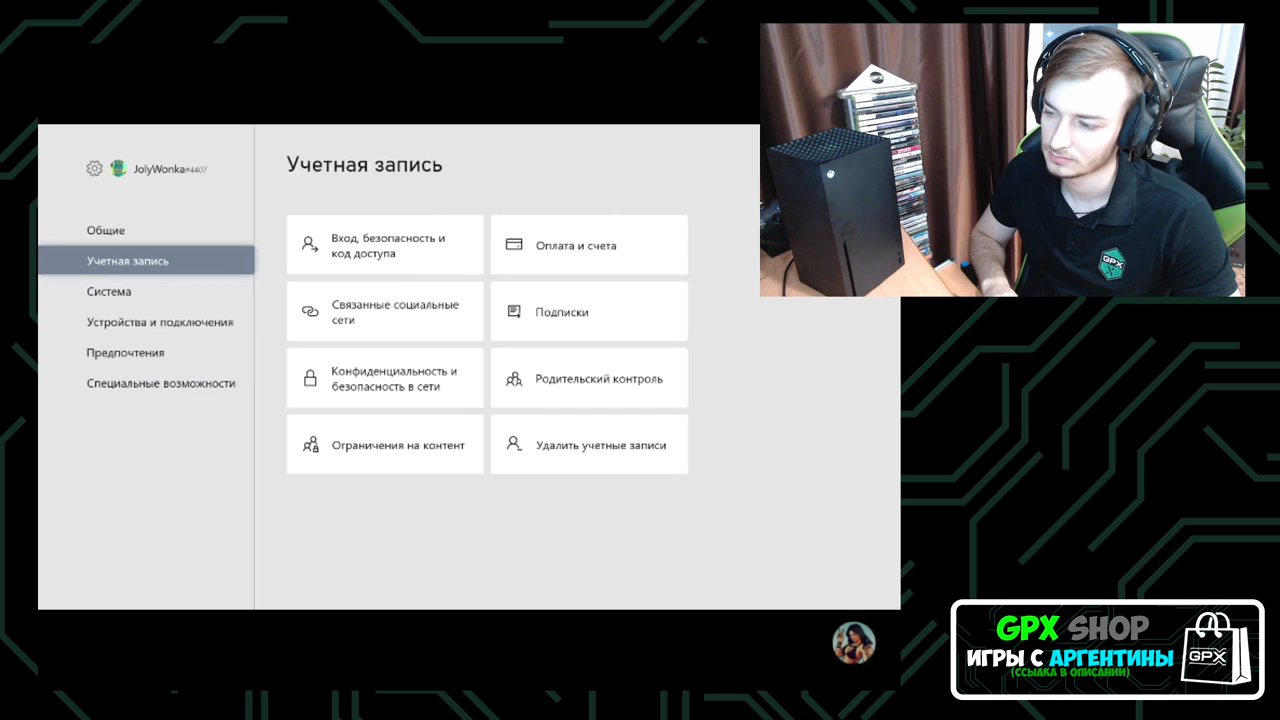 JolyWonka#4407
Общие
Учетная запись
Система
Устройства и подключения
Предпочтения
Специальные возможности
Учетная запись
Вход, безопасность и
код доступа
Оплата и счета
Связанные социальные
сети
Подписки
Конфиденциальность и
безопасность в сети
Родительский контроль
Ограничения на контент
Удалить учетные записи
GPX
GPX SHOP
ИГРЫ С АРГЕНТИНЫ
(ССЫЛКА В ОПИСАНИИ)
GPX